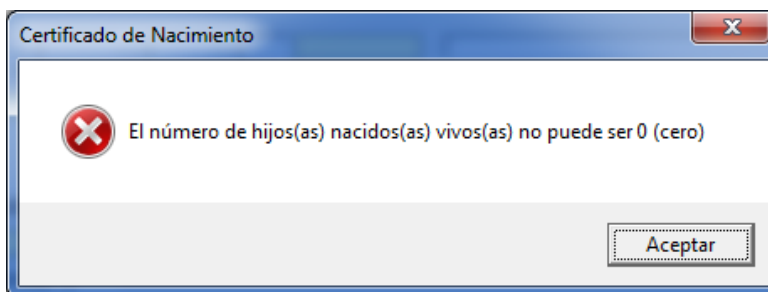 Certificado de Nacimiento
El número de hijos(as) nacidos(as) vivos(as) no puede ser 0 (cero)
Aceptar